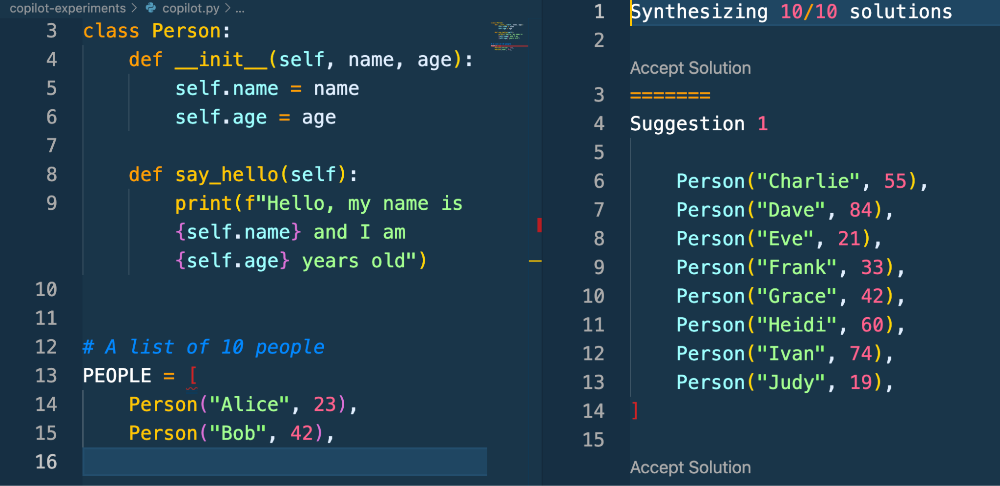 copilot-experiments > copilot.py > ...
3 class Person:
4     def __init__(self, name, age):
5         self.name = name
6         self.age = age
7
8     def say_hello(self):
9         print(f"Hello, my name is
        {self.name} and I am
        {self.age} years old")
10
11
12 # A list of 10 people
13 PEOPLE = [
14     Person("Alice", 23),
15     Person("Bob", 42),
16
1 Synthesizing 10/10 solutions
2
Accept Solution
3 =======
4 Suggestion 1
5
6     Person("Charlie", 55),
7     Person("Dave", 84),
8     Person("Eve", 21),
9     Person("Frank", 33),
10     Person("Grace", 42),
11     Person("Heidi", 60),
12     Person("Ivan", 74),
13     Person("Judy", 19),
14 ]
15
Accept Solution